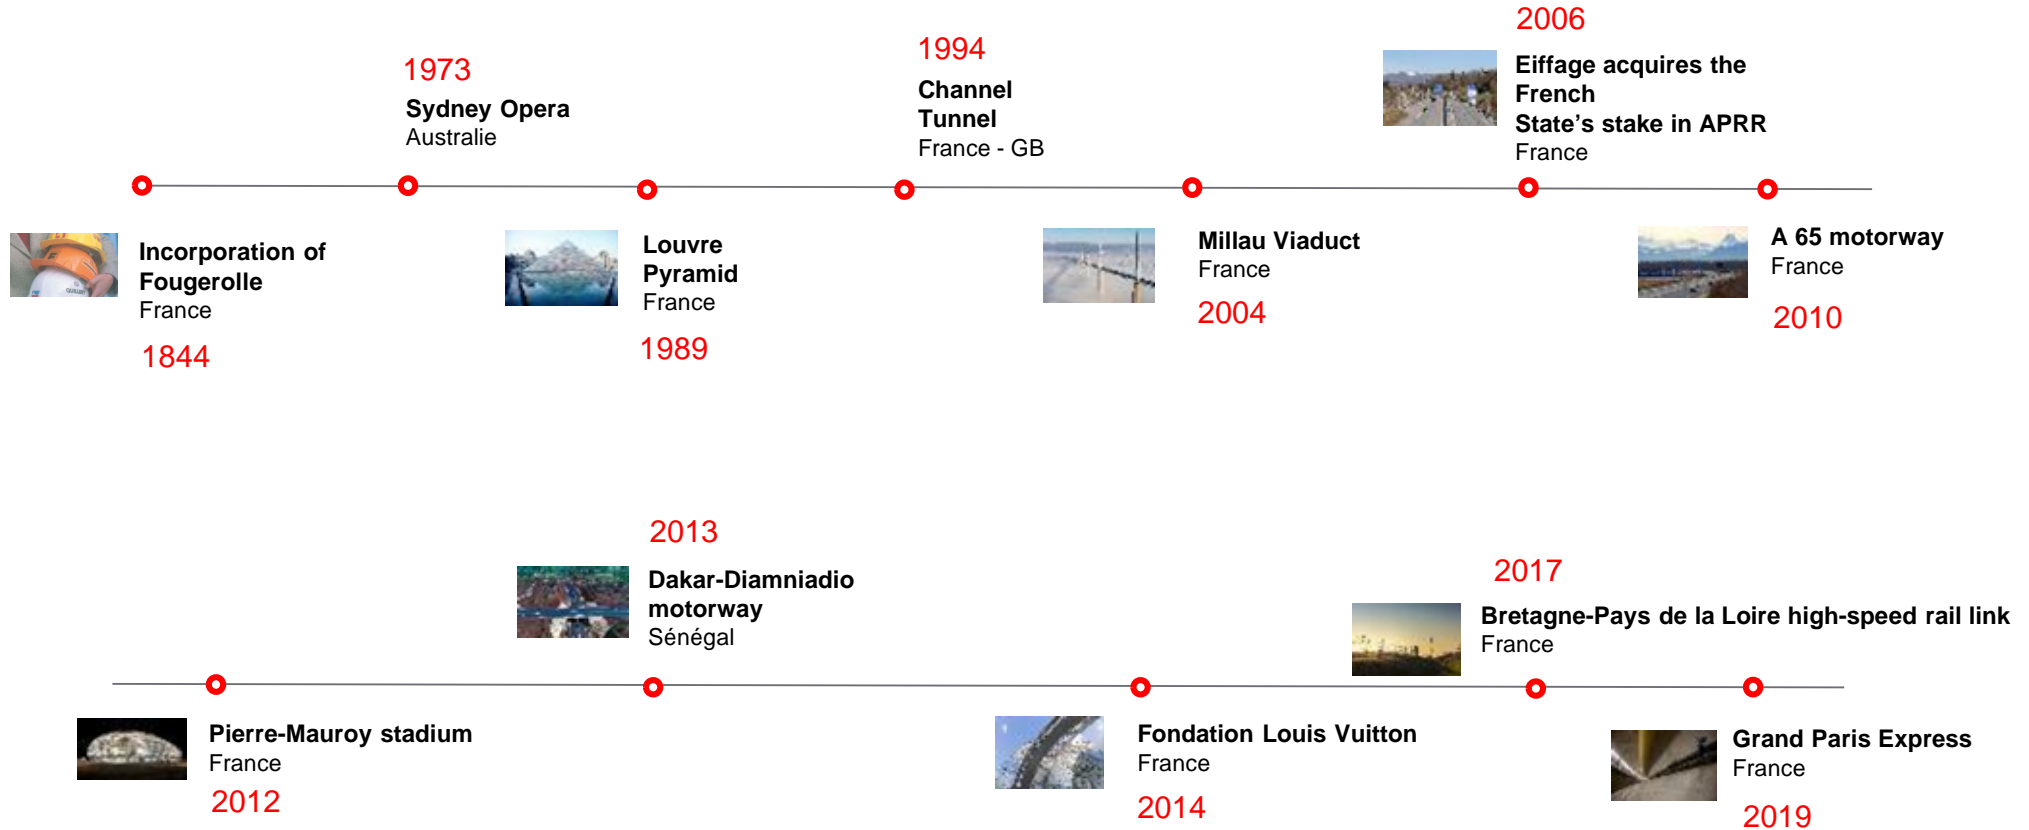 1844
Incorporation of
Fougerolle
France
1973
Sydney Opera
Australie
Louvre
Pyramid
France
1989
1994
Channel
Tunnel
France - GB
Millau Viaduct
France
2004
2006
Eiffage acquires the
French
State’s stake in APRR
France
A 65 motorway
France
2010
Pierre-Mauroy stadium
France
2012
2013
Dakar-Diamniadio
motorway
Sénégal
Fondation Louis Vuitton
France
2014
2017
Bretagne-Pays de la Loire high-speed rail link
France
Grand Paris Express
France
2019